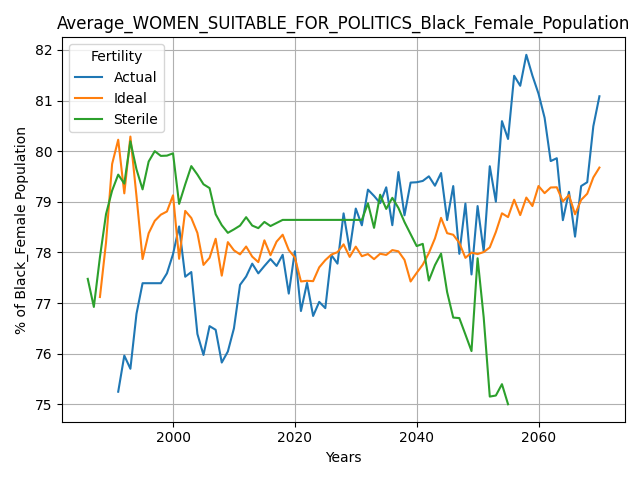 Average_WOMEN_SUITABLE_FOR_POLITICS_Black_Female_Population
Fertility
Actual
Ideal
Sterile
% of Black_Female Population
82
81
80
79
78
77
76
75
2000
2020
2040
2060
Years